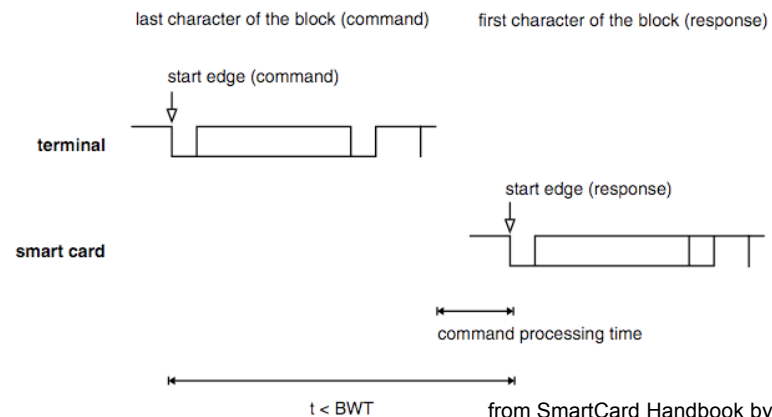 last character of the block (command)
first character of the block (response)
start edge (command)
terminal
start edge (response)
smart card
command processing time
t < BWT
from SmartCard Handbook by